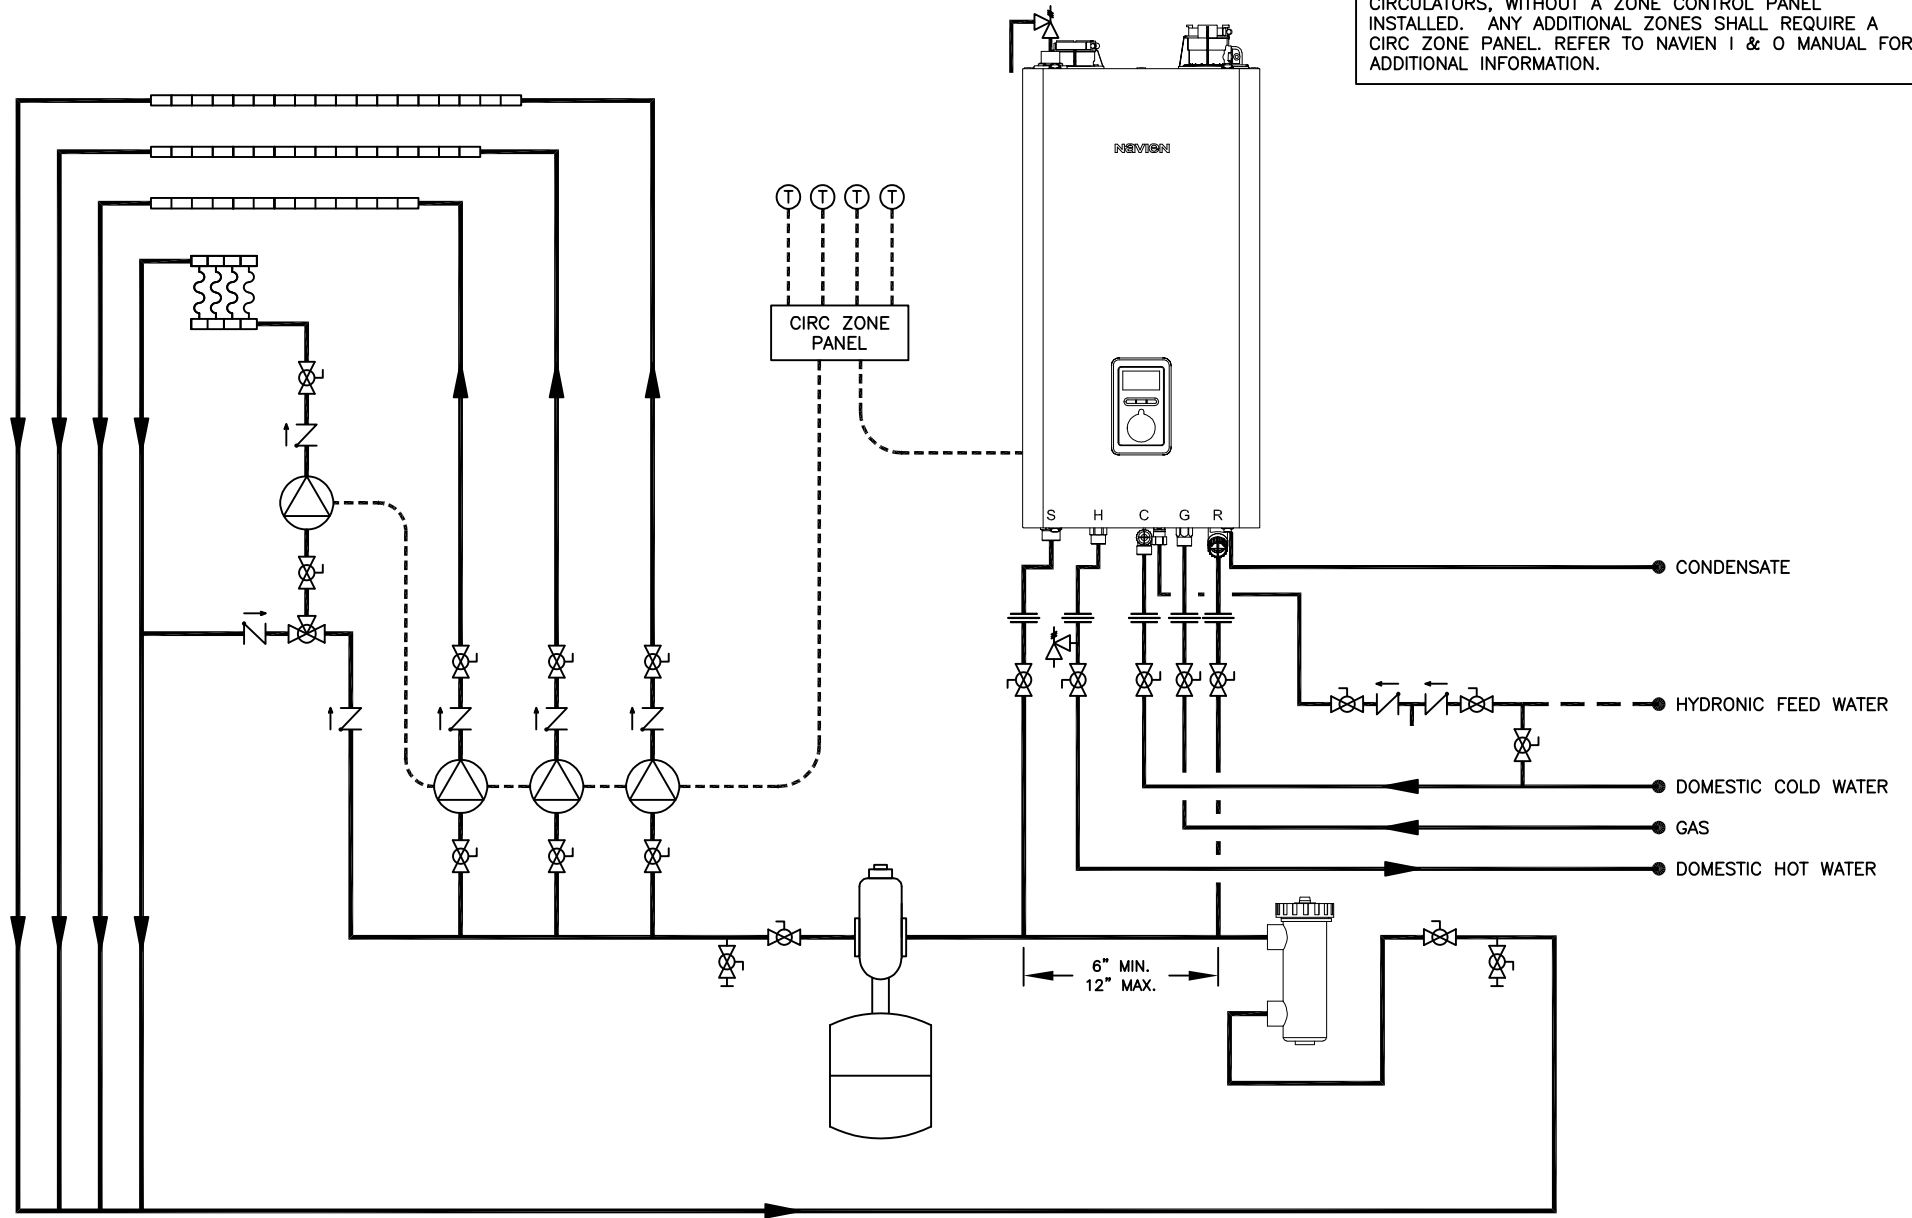 CIRCULATORS, WITHOUT A ZONE CONTROL PANEL
INSTALLED. ANY ADDITIONAL ZONES SHALL REQUIRE A
CIRC ZONE PANEL. REFER TO NAVIEN I & O MANUAL FOR
ADDITIONAL INFORMATION.
NAVIEN
T T T T
CIRC ZONE
PANEL
S H C G R
CONDENSATE
HYDRONIC FEED WATER
DOMESTIC COLD WATER
GAS
DOMESTIC HOT WATER
6" MIN.
12" MAX.